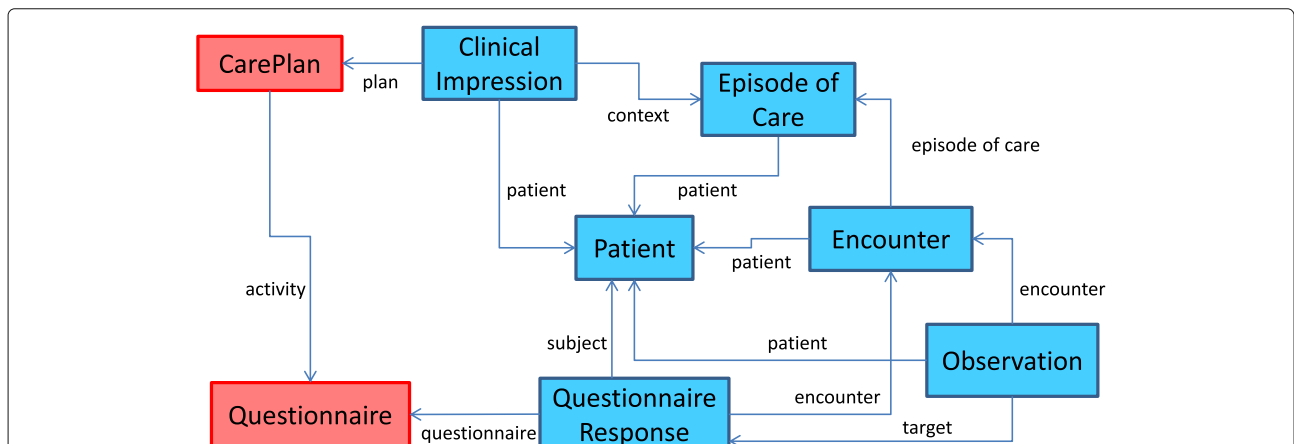 Clinical
Impression
CarePlan
plan
Episode of
Care
context
episode of care
patient
patient
Patient
Encounter
patient
activity
encounter
subject
patient
Observation
Questionnaire
Questionnaire
Response
encounter
questionnaire
target